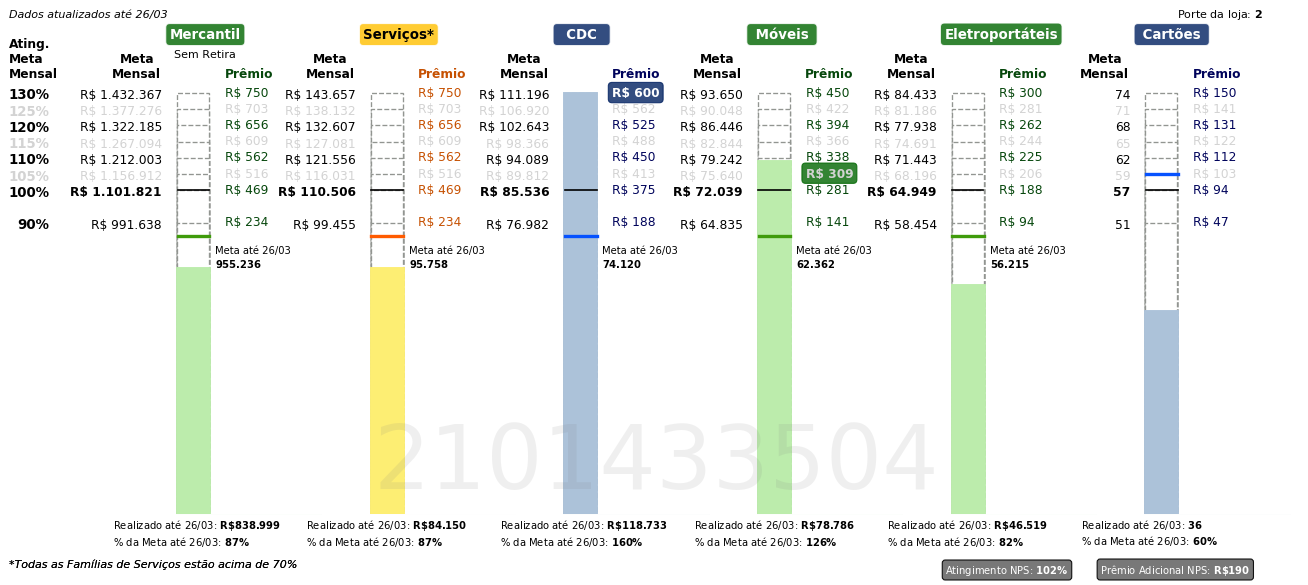 Dados atualizados até 26/03 Porte da loja: 2
Mercantil Serviços* CDC Móveis Eletroportáteis Cartões
Sem Retira
Ating. Meta Mensal
Meta Mensal Prêmio Meta Mensal Prêmio Meta Mensal Prêmio Meta Mensal Prêmio Meta Mensal Prêmio Meta Mensal Prêmio
130% R$ 1.432.367 R$ 750 R$ 143.657 R$ 750 R$ 111.196 R$ 600 R$ 93.650 R$ 450 R$ 84.433 R$ 300 74 R$ 150
125% R$ 1.377.276 R$ 703 R$ 138.132 R$ 703 R$ 106.920 R$ 562 R$ 90.048 R$ 422 R$ 81.186 R$ 281 71 R$ 141
120% R$ 1.322.185 R$ 656 R$ 132.607 R$ 656 R$ 102.643 R$ 525 R$ 86.446 R$ 394 R$ 77.938 R$ 262 68 R$ 131
115% R$ 1.267.094 R$ 609 R$ 127.081 R$ 609 R$ 98.366 R$ 488 R$ 82.844 R$ 366 R$ 74.691 R$ 244 65 R$ 122
110% R$ 1.212.003 R$ 562 R$ 121.556 R$ 562 R$ 94.089 R$ 450 R$ 79.242 R$ 338 R$ 71.443 R$ 225 62 R$ 112
105% R$ 1.156.912 R$ 516 R$ 116.031 R$ 516 R$ 89.812 R$ 413 R$ 75.640 R$ 309 R$ 68.196 R$ 206 59 R$ 103
100% R$ 1.101.821 R$ 469 R$ 110.506 R$ 469 R$ 85.536 R$ 375 R$ 72.039 R$ 281 R$ 64.949 R$ 188 57 R$ 94
90% R$ 991.638 R$ 234 R$ 99.455 R$ 234 R$ 76.982 R$ 188 R$ 64.835 R$ 141 R$ 58.454 R$ 94 51 R$ 47
Meta até 26/03 Meta até 26/03 Meta até 26/03 Meta até 26/03 Meta até 26/03
955.236 95.758 74.120 62.362 56.215
2101433504
Realizado até 26/03: R$838.999 Realizado até 26/03: R$84.150 Realizado até 26/03: R$118.733 Realizado até 26/03: R$78.786 Realizado até 26/03: R$46.519 Realizado até 26/03: 36
% da Meta até 26/03: 87% % da Meta até 26/03: 87% % da Meta até 26/03: 160% % da Meta até 26/03: 126% % da Meta até 26/03: 82% % da Meta até 26/03: 60%
*Todas as Famílias de Serviços estão acima de 70% Atingimento NPS: 102% Prêmio Adicional NPS: R$190